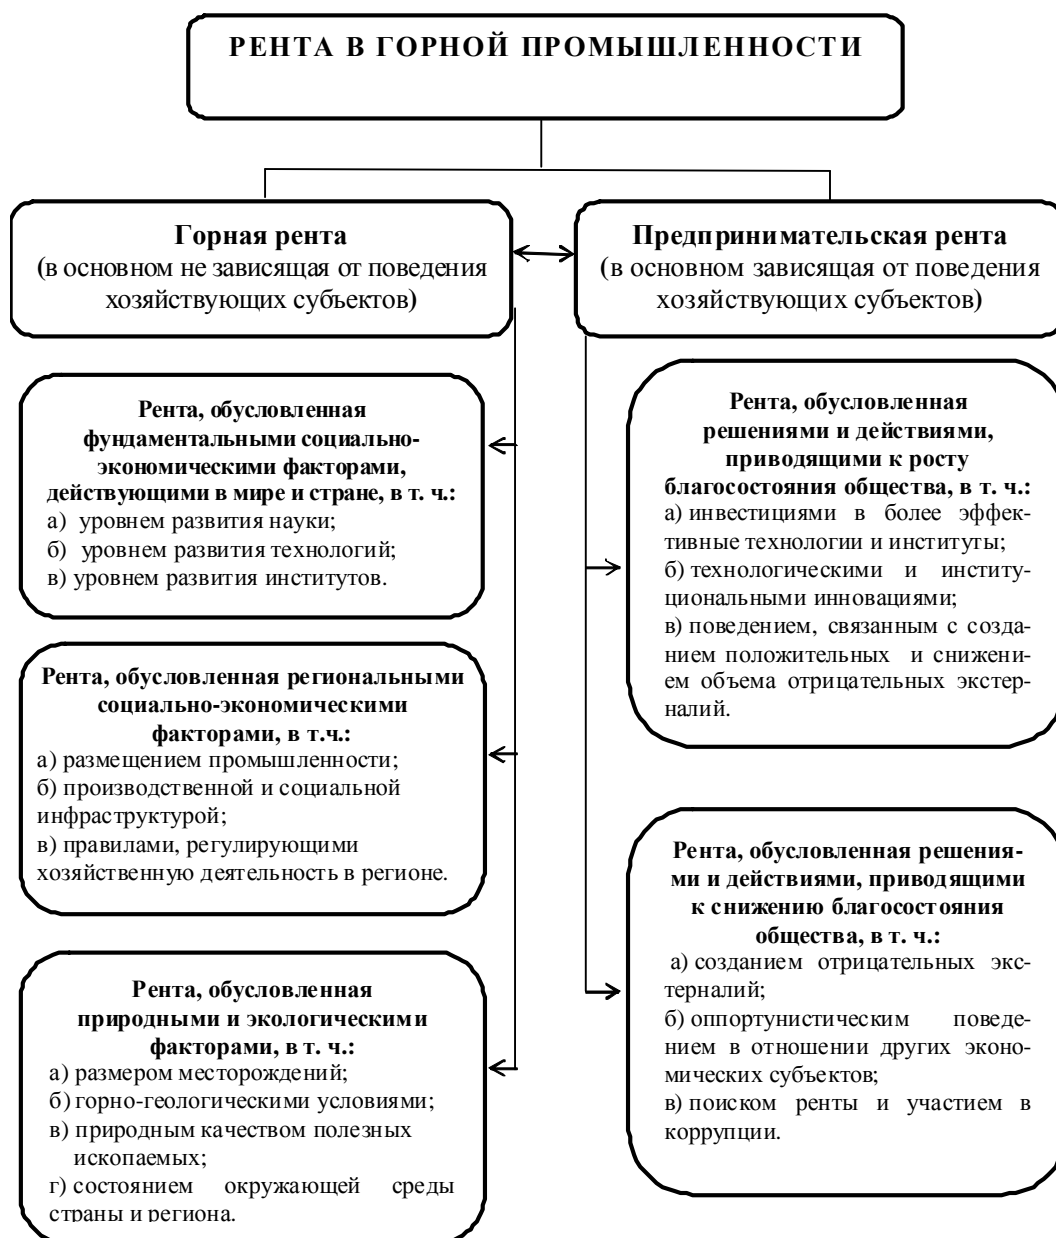 РЕНТА В ГОРНОЙ ПРОМЫШЛЕННОСТИ
Горная рента
(в основном не зависящая от поведения
хозяйствующих субъектов)
Предпринимательская рента
(в основном зависящая от поведения
хозяйствующих субъектов)
Рента, обусловленная
фундаментальными социально-
экономическими факторами,
действующими в мире и стране, в т. ч.:
а) уровнем развития науки;
б) уровнем развития технологий;
в) уровнем развития институтов.
Рента, обусловленная региональными
социально-экономическими
факторами, в т.ч.:
а) размещением промышленности;
б) производственной и социальной
инфраструктурой;
в) правилами, регулирующими
хозяйственную деятельность в регионе.
Рента, обусловленная
природными и экологическими
факторами, в т. ч.:
а) размером месторождений;
б) горно-геологическими условиями;
в) природным качеством полезных
ископаемых;
г) состоянием окружающей среды
страны и региона.
Рента, обусловленная
решениями и действиями,
приводящими к росту
благосостояния общества, в т. ч.:
а) инвестициями в более эффек-
тивные технологии и институты;
б) технологическими и институ-
циональными инновациями;
в) поведением, связанным с созда-
нием положительных и снижени-
ем объема отрицательных экстер-
налий.
Рента, обусловленная решения-
ми и действиями, приводящими
к снижению благосостояния
общества, в т. ч.:
а) созданием отрицательных эк-
стерналий;
б) оппортунистическим поведе-
нием в отношении других эконо-
мических субъектов;
в) поиском ренты и участием в
коррупции.